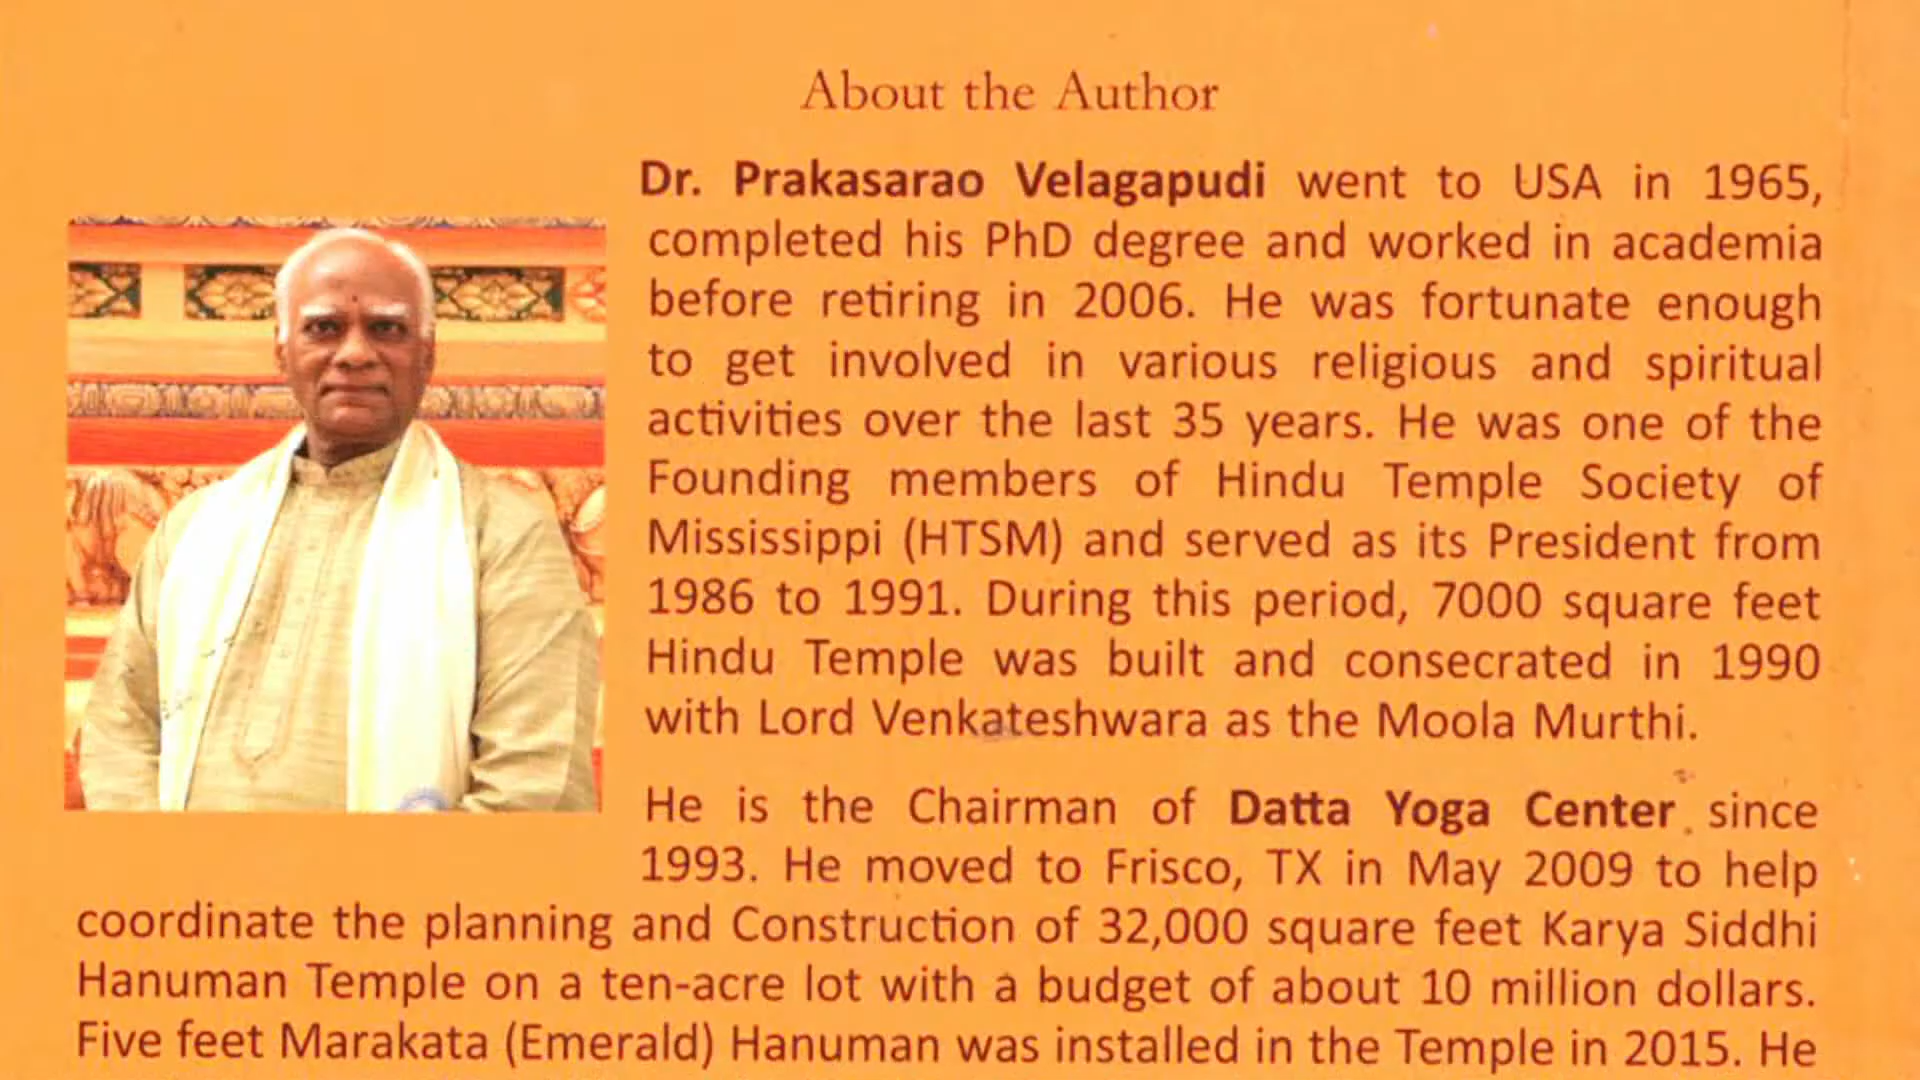 About the Author
Dr. Prakasarao Velagapudi went to USA in 1965,
completed his PhD degree and worked in academia
before retiring in 2006. He was fortunate enough
to get involved in various religious and spiritual
activities over the last 35 years. He was one of the
Founding members of Hindu Temple Society of
Mississippi (HTSM) and served as its President from
1986 to 1991. During this period, 7000 square feet
Hindu Temple was built and consecrated in 1990
with Lord Venkateshwara as the Moola Murthi.
He is the Chairman of Datta Yoga Center since
1993. He moved to Frisco, TX in May 2009 to help
coordinate the planning and Construction of 32,000 square feet Karya Siddhi
Hanuman Temple on a ten-acre lot with a budget of about 10 million dollars.
Five feet Marakata (Emerald) Hanuman was installed in the Temple in 2015. He